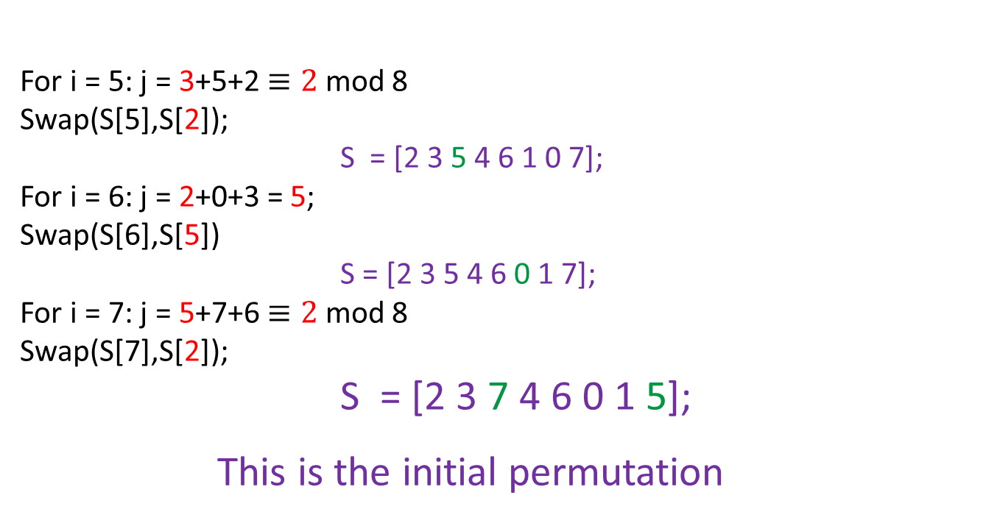 For i = 5: j = 3+5+2 ≡ 2 mod 8
Swap(S[5],S[2]);
S = [2 3 5 4 6 1 0 7];
For i = 6: j = 2+0+3 = 5;
Swap(S[6],S[5])
S = [2 3 5 4 6 0 1 7];
For i = 7: j = 5+7+6 ≡ 2 mod 8
Swap(S[7],S[2]);
S = [2 3 7 4 6 0 1 5];
This is the initial permutation